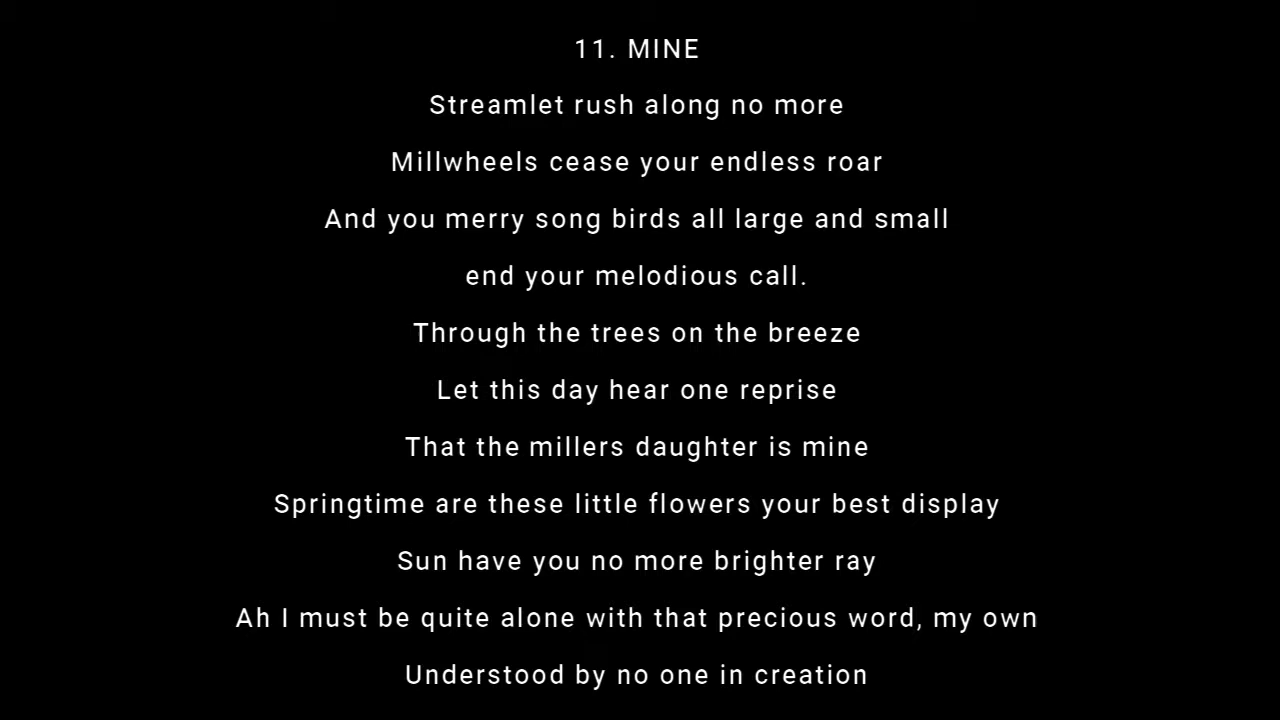 11. MINE
Streamlet rush along no more
Millwheels cease your endless roar
And you merry song birds all large and small
end your melodious call.
Through the trees on the breeze
Let this day hear one reprise
That the millers daughter is mine
Springtime are these little flowers your best display
Sun have you no more brighter ray
Ah I must be quite alone with that precious word, my own
Understood by no one in creation